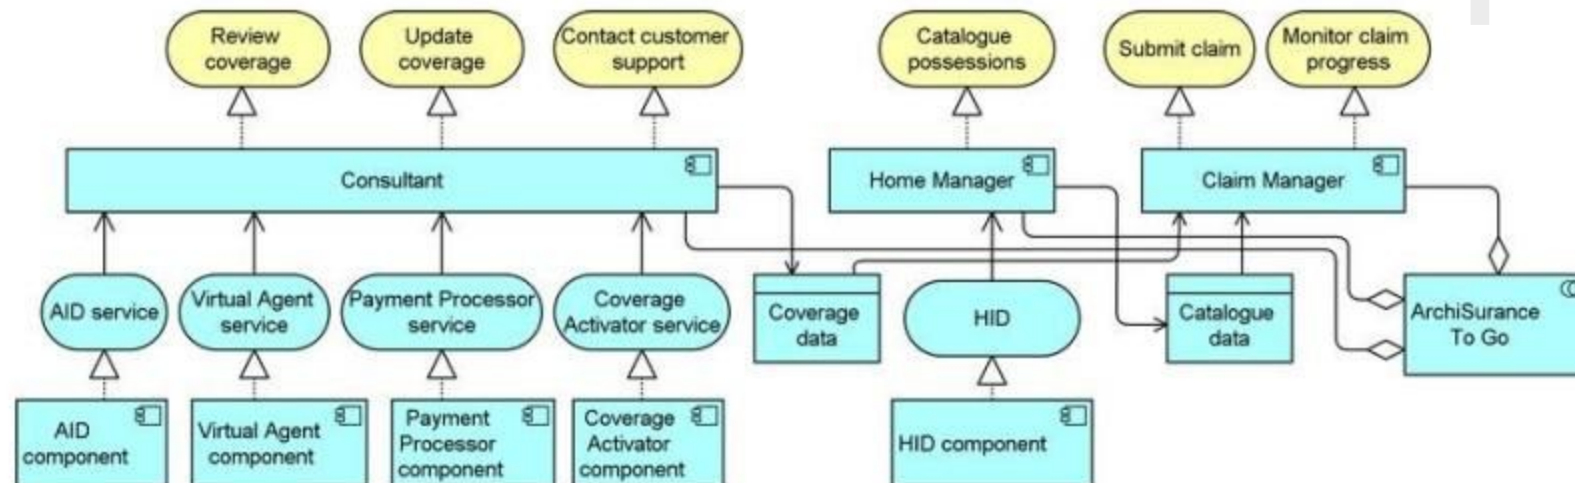 Review
coverage
Update
coverage
Contact customer
support
Catalogue
possessions
Submit claim
Monitor claim
progress
Consultant
Home Manager
Claim Manager
AID service
Virtual Agent
service
Payment Processor
service
Coverage
Activator service
Coverage
data
HID
Catalogue
data
ArchiSurance
To Go
AID
component
Virtual Agent
component
Payment
Processor
component
Coverage
Activator
component
HID component